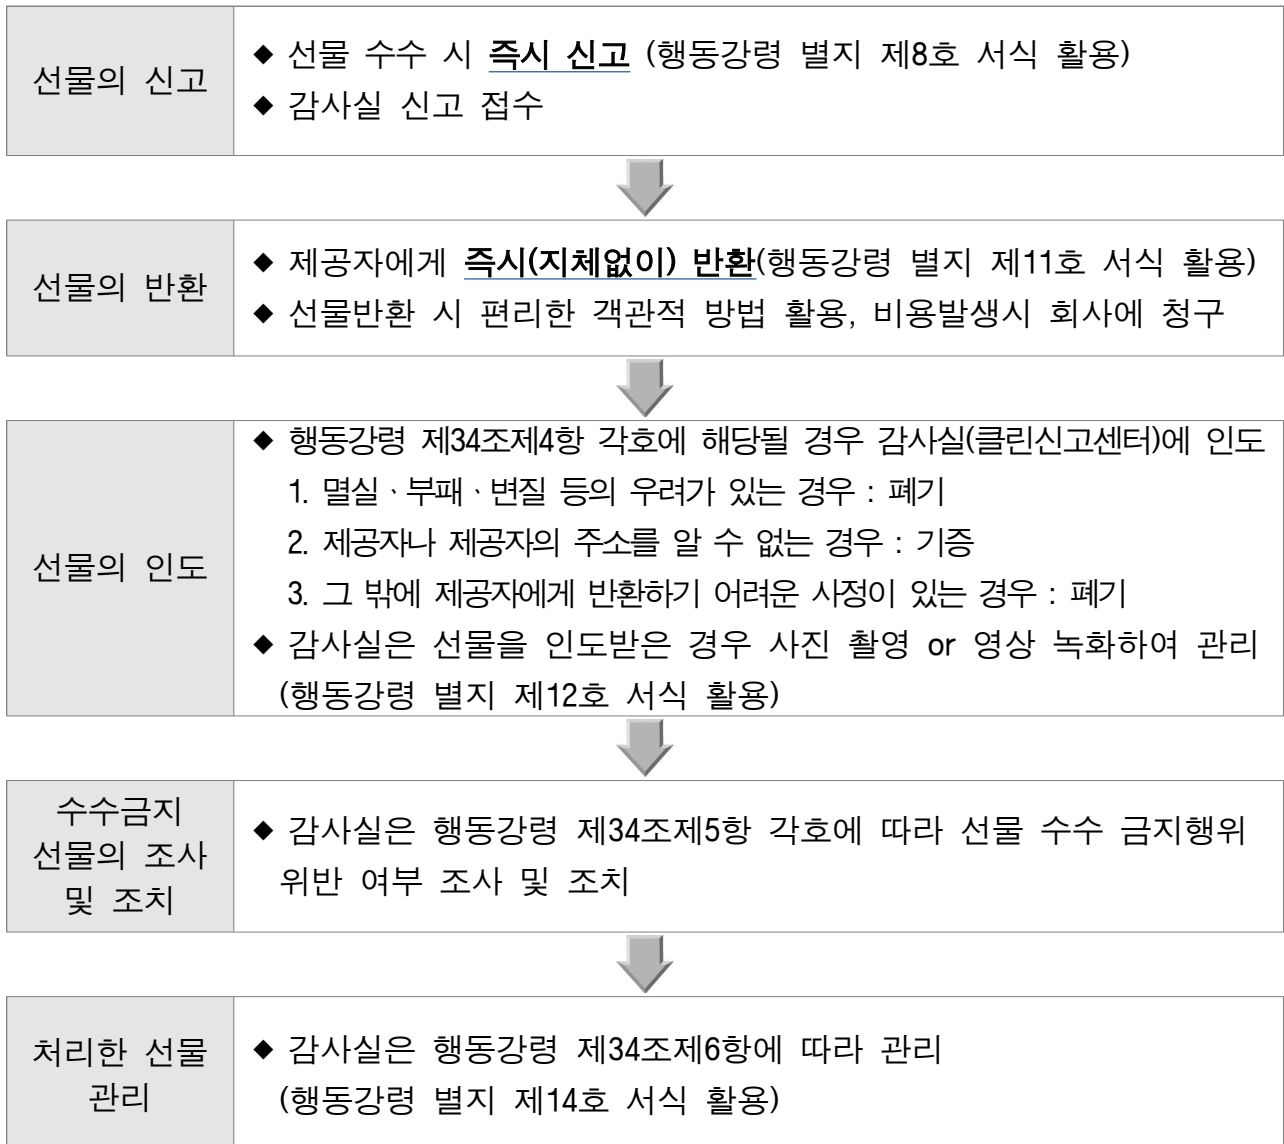 선물의 신고
◆ 선물 수수 시 즉시 신고 (행동강령 별지 제8호 서식 활용)
◆ 감사실 신고 접수
선물의 반환
◆ 제공자에게 즉시(지체없이) 반환(행동강령 별지 제11호 서식 활용)
◆ 선물반환 시 편리한 객관적 방법 활용, 비용발생시 회사에 청구
선물의 인도
◆ 행동강령 제34조제4항 각호에 해당될 경우 감사실(클린신고센터)에 인도
1. 멸실ㆍ부패ㆍ변질 등의 우려가 있는 경우 : 폐기
2. 제공자나 제공자의 주소를 알 수 없는 경우 : 기증
3. 그 밖에 제공자에게 반환하기 어려운 사정이 있는 경우 : 폐기
◆ 감사실은 선물을 인도받은 경우 사진 촬영 or 영상 녹화하여 관리
(행동강령 별지 제12호 서식 활용)
수수금지
선물의 조사
및 조치
◆ 감사실은 행동강령 제34조제5항 각호에 따라 선물 수수 금지행위
위반 여부 조사 및 조치
처리한 선물
관리
◆ 감사실은 행동강령 제34조제6항에 따라 관리
(행동강령 별지 제14호 서식 활용)